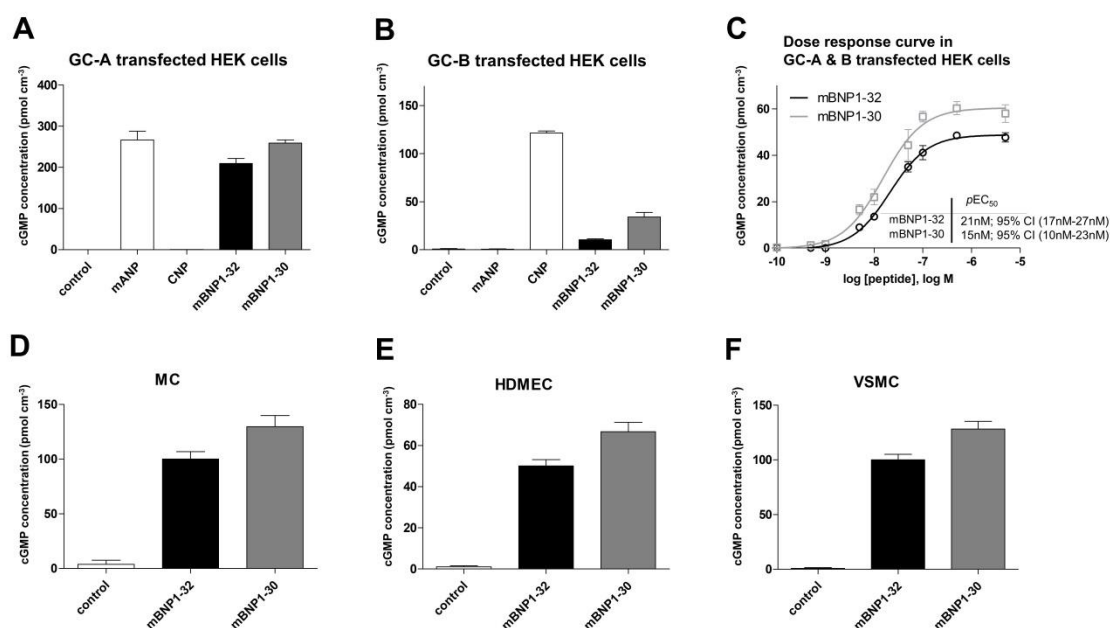 A
GC-A transfected HEK cells
cGMP concentration (pmol cm⁻³)
400
300
200
100
0
control
mANP
CNP
mBNP1-32
mBNP1-30
B
GC-B transfected HEK cells
cGMP concentration (pmol cm⁻³)
150
100
50
0
control
mANP
CNP
mBNP1-32
mBNP1-30
C
Dose response curve in
GC-A & B transfected HEK cells
cGMP concentration (pmol cm⁻³)
60
40
20
0
mBNP1-32
mBNP1-30
pEC₅₀
mBNP1-32 21nM; 95% CI (17nM-27nM)
mBNP1-30 15nM; 95% CI (10nM-23nM)
-10 -9 -8 -7 -6 -5
log [peptide], log M
D
MC
cGMP concentration (pmol cm⁻³)
150
100
50
0
control
mBNP1-32
mBNP1-30
E
HDMEC
cGMP concentration (pmol cm⁻³)
80
60
40
20
0
control
mBNP1-32
mBNP1-30
F
VSMC
cGMP concentration (pmol cm⁻³)
150
100
50
0
control
mBNP1-32
mBNP1-30